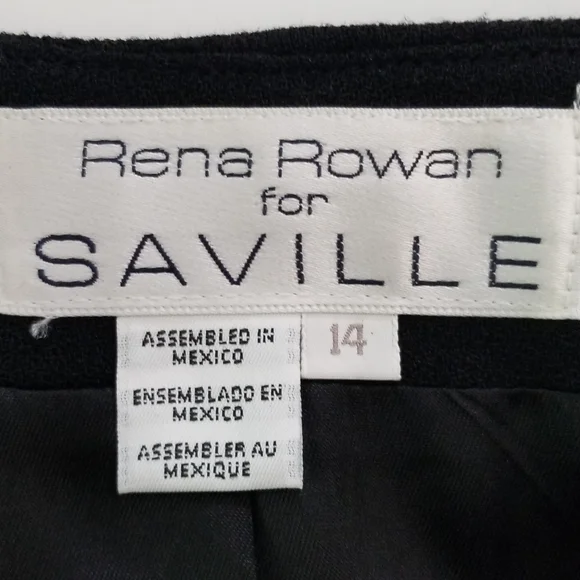 Rena Rowan
for
SAVILLE
ASSEMBLED IN
MEXICO
14
ENSEMBLADO EN
MEXICO
ASSEMBLER AU
MEXIQUE